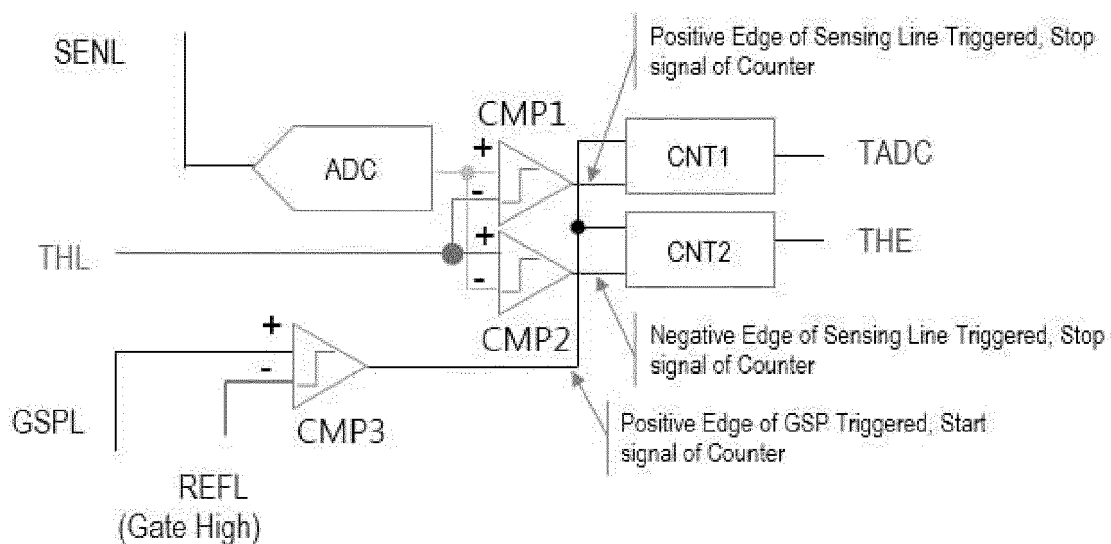 SENL
Positive Edge of Sensing Line Triggered, Stop
signal of Counter
CMP1
ADC
+
-
CNT1
TADC
THL
+
-
CNT2
THE
CMP2
Negative Edge of Sensing Line Triggered, Stop
signal of Counter
+
-
GSPL
CMP3
Positive Edge of GSP Triggered, Start
signal of Counter
REFL
(Gate High)